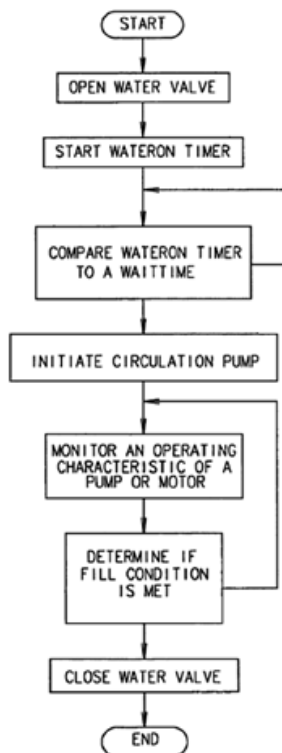 START
OPEN WATER VALVE
START WATERON TIMER
COMPARE WATERON TIMER
TO A WAITTIME
INITIATE CIRCULATION PUMP
MONITOR AN OPERATING
CHARACTERISTIC OF A
PUMP OR MOTOR
DETERMINE IF
FILL CONDITION
IS MET
CLOSE WATER VALVE
END